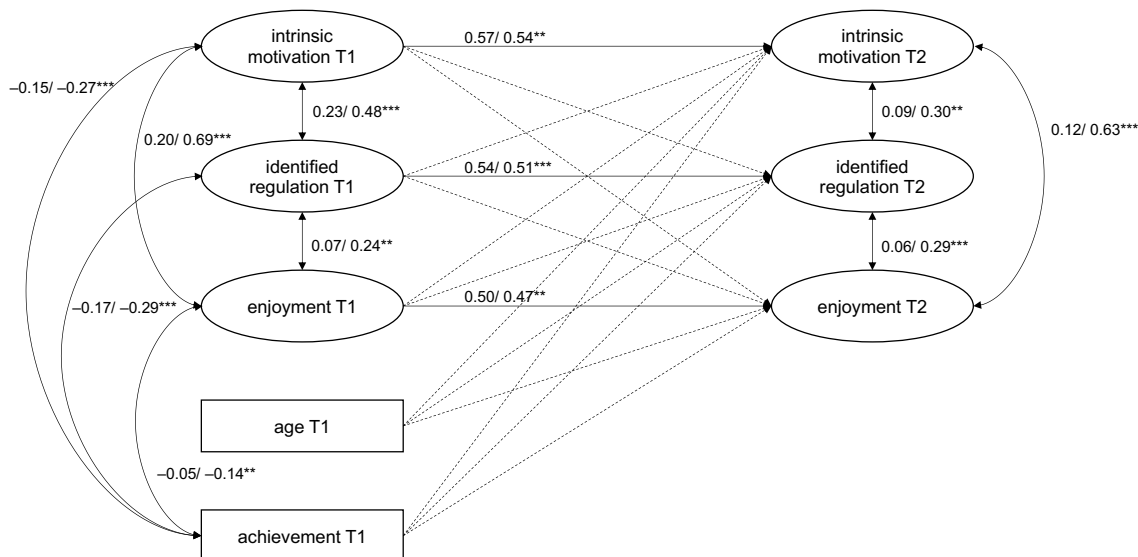 intrinsic
motivation T1
0.57/ 0.54**
intrinsic
motivation T2
–0.15/ –0.27***
0.23/ 0.48***
0.09/ 0.30**
0.12/ 0.63***
0.20/ 0.69***
identified
regulation T1
0.54/ 0.51***
identified
regulation T2
0.07/ 0.24**
0.06/ 0.29***
–0.17/ –0.29***
enjoyment T1
0.50/ 0.47**
enjoyment T2
age T1
–0.05/ –0.14**
achievement T1